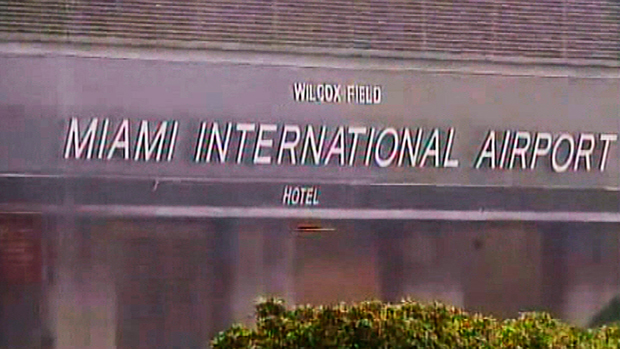 WILCOX FIELD
MIAMI INTERNATIONAL AIRPORT
HOTEL